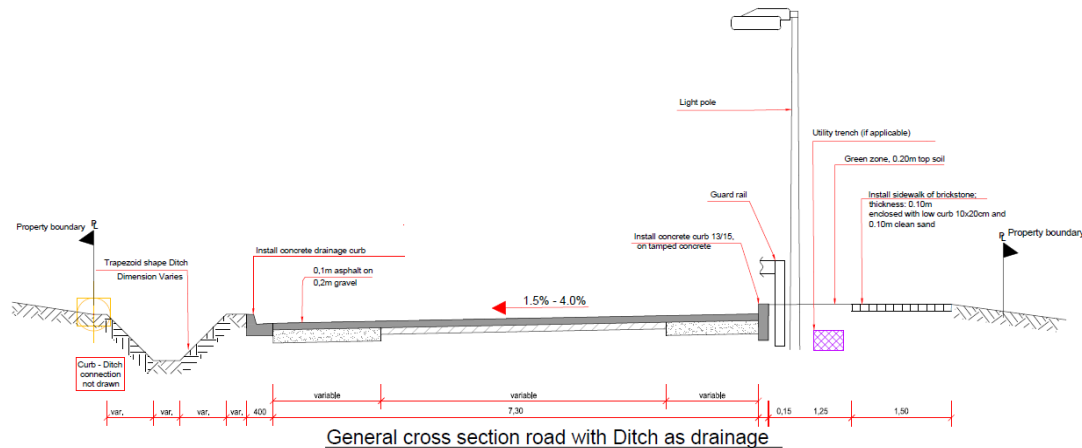 Light pole
Utility trench (if applicable)
Green zone, 0.20m top soil
Guard rail
Install sidewalk of brickstone;
thickness: 0.10m
enclosed with low curb 10x20cm and
0.10m clean sand
Property boundary
Property boundary
Trapezoid shape Ditch
Dimension Varies
Install concrete drainage curb
Install concrete curb 13/15,
on tamped concrete
0,1m asphalt on
0,2m gravel
1.5% - 4.0%
Curb - Ditch
connection
not drawn
variable
variable
variable
var,
var,
var,
var,
400
7,30
0,15
1,25
1,50
General cross section road with Ditch as drainage